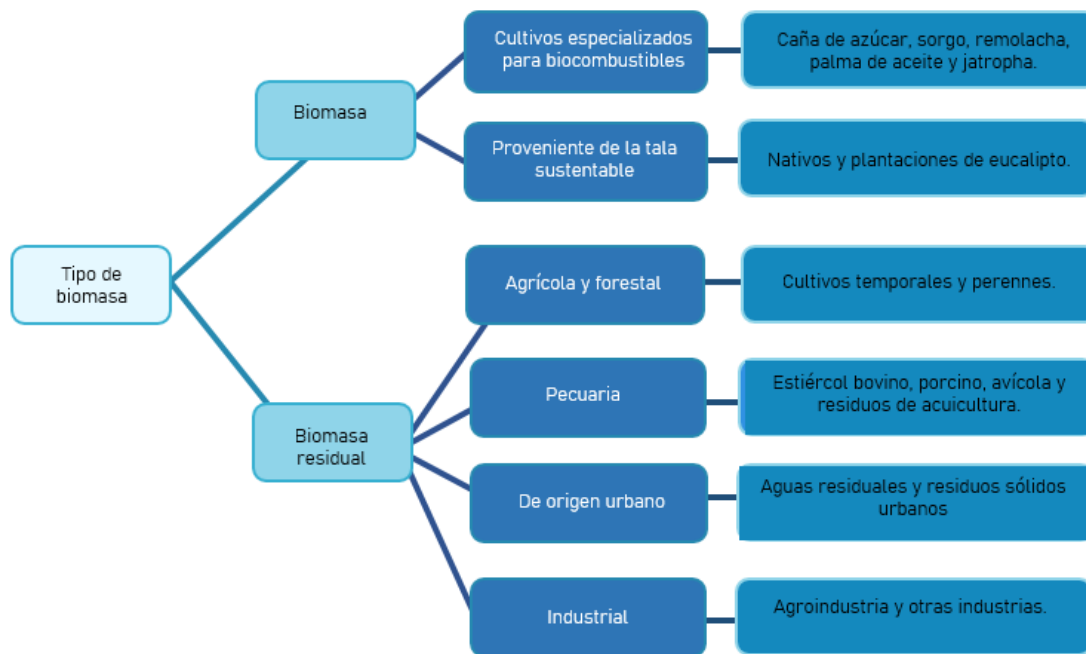 Tipo de
biomasa
Biomasa
Cultivos especializados
para biocombustibles
Caña de azúcar, sorgo, remolacha,
palma de aceite y jatropha.
Proveniente de la tala
sustentable
Nativos y plantaciones de eucalipto.
Biomasa
residual
Agrícola y forestal
Cultivos temporales y perennes.
Pecuaria
Estiércol bovino, porcino, avícola y
residuos de acuicultura.
De origen urbano
Aguas residuales y residuos sólidos
urbanos
Industrial
Agroindustria y otras industrias.